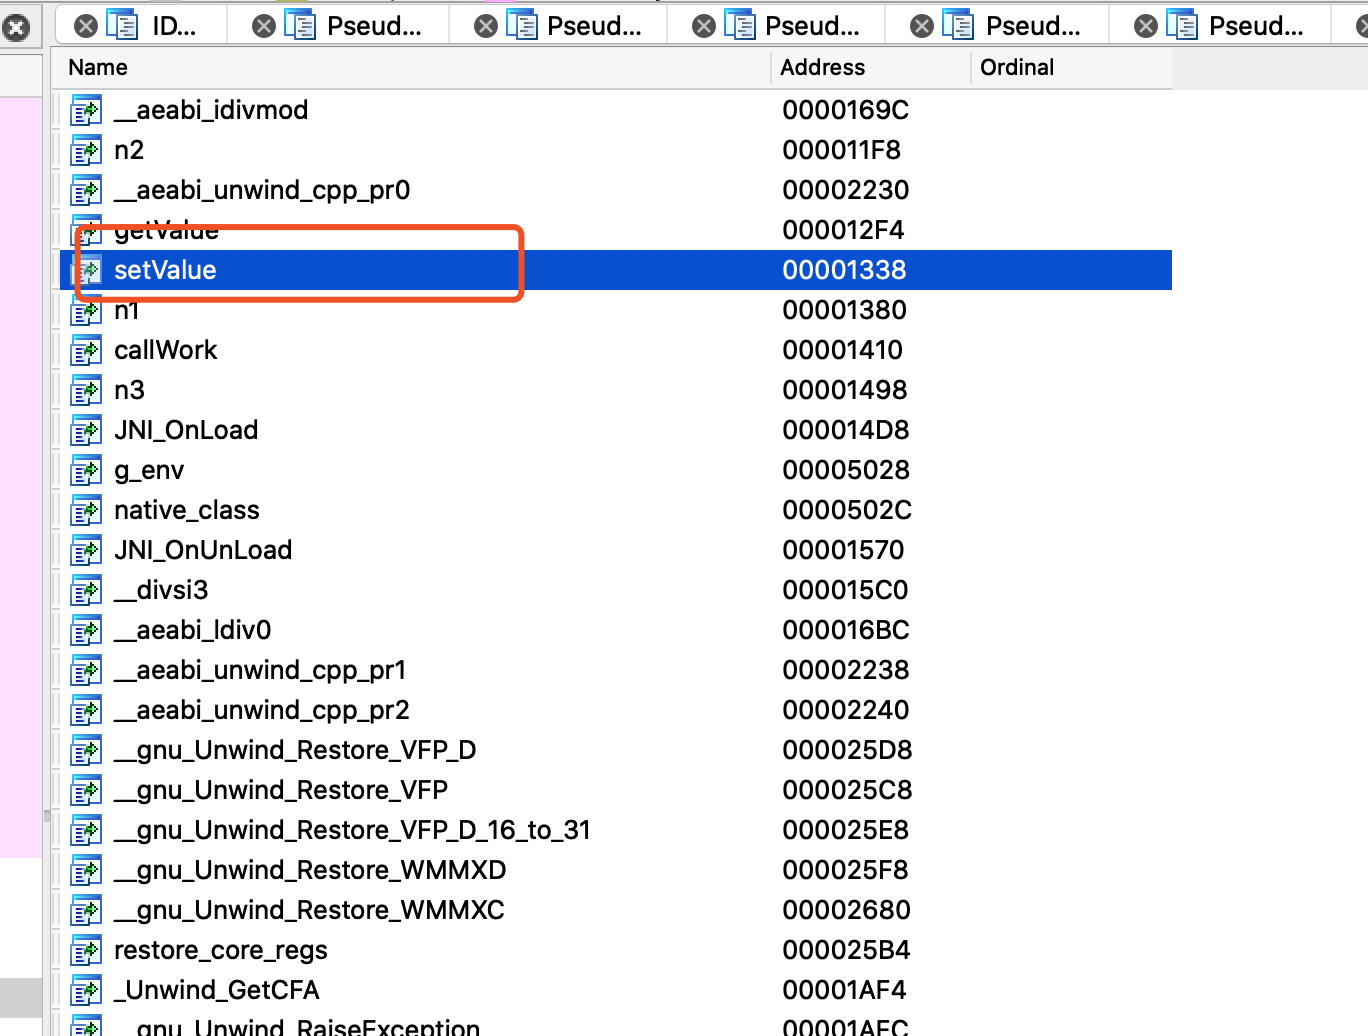 ID... Pseud... Pseud... Pseud... Pseud... Pseud...
Name Address Ordinal
__aeabi_idivmod 0000169C
n2 000011F8
__aeabi_unwind_cpp_pr0 00002230
getValue 000012F4
setValue 00001338
n1 00001380
callWork 00001410
n3 00001498
JNI_OnLoad 000014D8
g_env 00005028
native_class 0000502C
JNI_OnUnLoad 00001570
__divsi3 000015C0
__aeabi_ldiv0 000016BC
__aeabi_unwind_cpp_pr1 00002238
__aeabi_unwind_cpp_pr2 00002240
__gnu_Unwind_Restore_VFP_D 000025D8
__gnu_Unwind_Restore_VFP 000025C8
__gnu_Unwind_Restore_VFP_D_16_to_31 000025E8
__gnu_Unwind_Restore_WMMXD 000025F8
__gnu_Unwind_Restore_WMMXC 00002680
restore_core_regs 000025B4
_Unwind_GetCFA 00001AF4
__gnu_Unwind_RaiseException 00001AFC